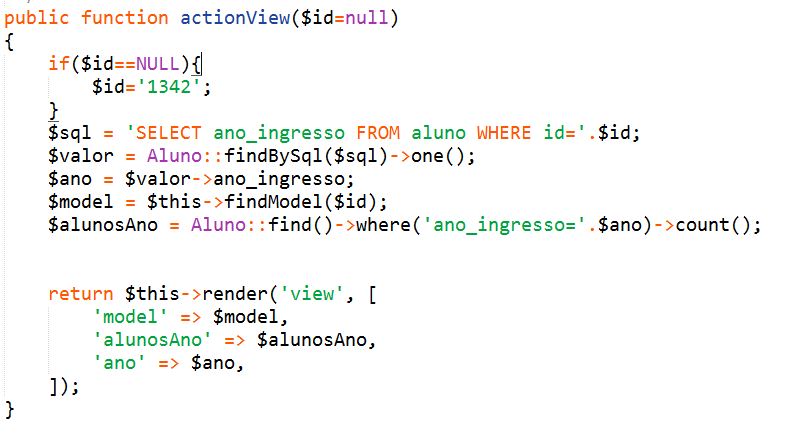 public function actionView($id=null)
{
    if($id==NULL){
        $id='1342';
    }
    $sql = 'SELECT ano_ingresso FROM aluno WHERE id='.$id;
    $valor = Aluno::findBySql($sql)->one();
    $ano = $valor->ano_ingresso;
    $model = $this->findModel($id);
    $alunosAno = Aluno::find()->where('ano_ingresso='.$ano)->count();
    return $this->render('view', [
        'model' => $model,
        'alunosAno' => $alunosAno,
        'ano' => $ano,
    ]);
}